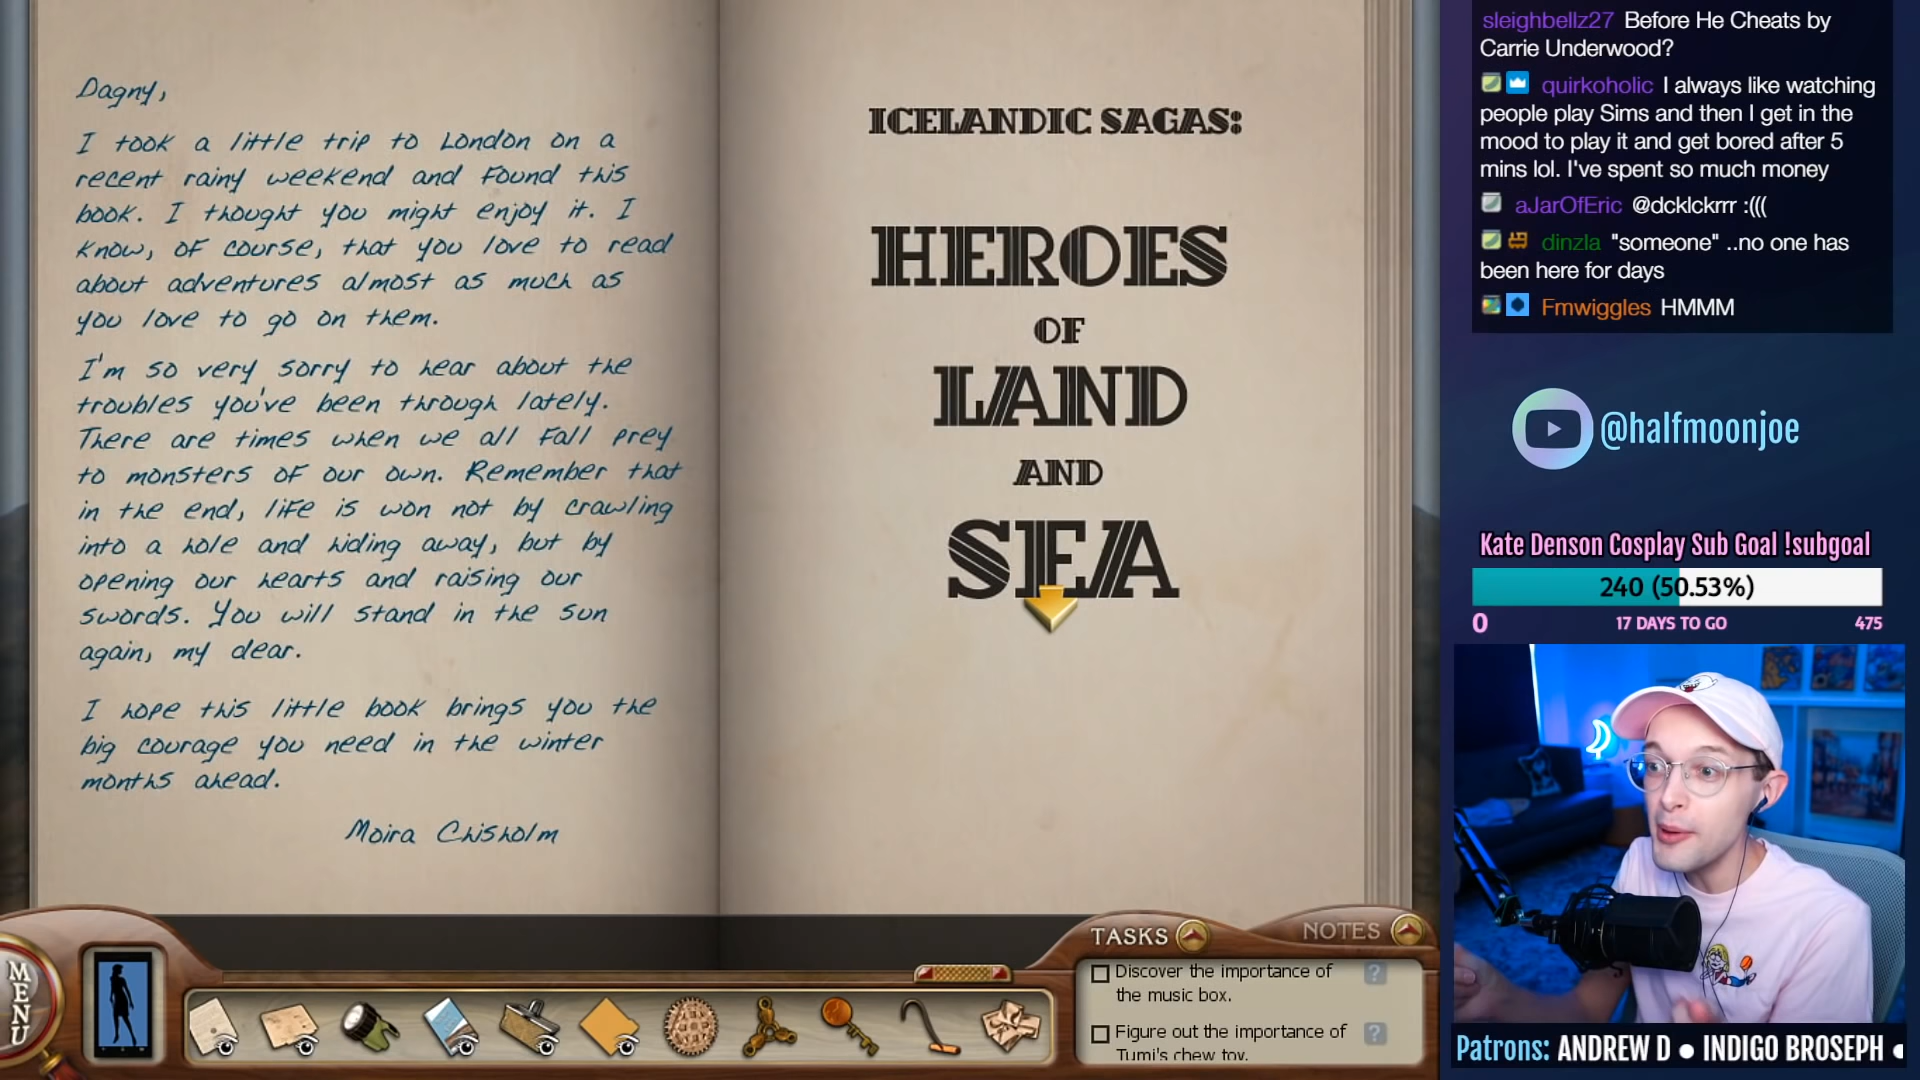 Dagny,
I took a little trip to London on a
recent rainy weekend and found this
book. I thought you might enjoy it. I
know, of course, that you love to read
about adventures almost as much as
you love to go on them.
I'm so very sorry to hear about the
troubles you've been through lately.
There are times when we all fall prey
to monsters of our own. Remember that
in the end, life is won not by crawling
into a hole and hiding away, but by
opening our hearts and raising our
swords. You will stand in the sun
again, my dear.
I hope this little book brings you the
big courage you need in the winter
months ahead.
Moira Chisholm
ICELANDIC SAGAS:
HEROES
OF
LAND
AND
SEA
MENU
TASKS
NOTES
Discover the importance of
the music box.
?
Figure out the importance of
Tumi's chew toy.
?
sleighbellz27 Before He Cheats by
Carrie Underwood?
quirkoholic I always like watching
people play Sims and then I get in the
mood to play it and get bored after 5
mins lol. I've spent so much money
aJarOfEric @dcklckrrr :(((
dinzla "someone" ..no one has
been here for days
Fmwiggles HMMM
@halfmoonjoe
Kate Denson Cosplay Sub Goal !subgoal
240 (50.53%)
0 17 DAYS TO GO 475
Patrons: ANDREW D ● INDIGO BROSEPH ●